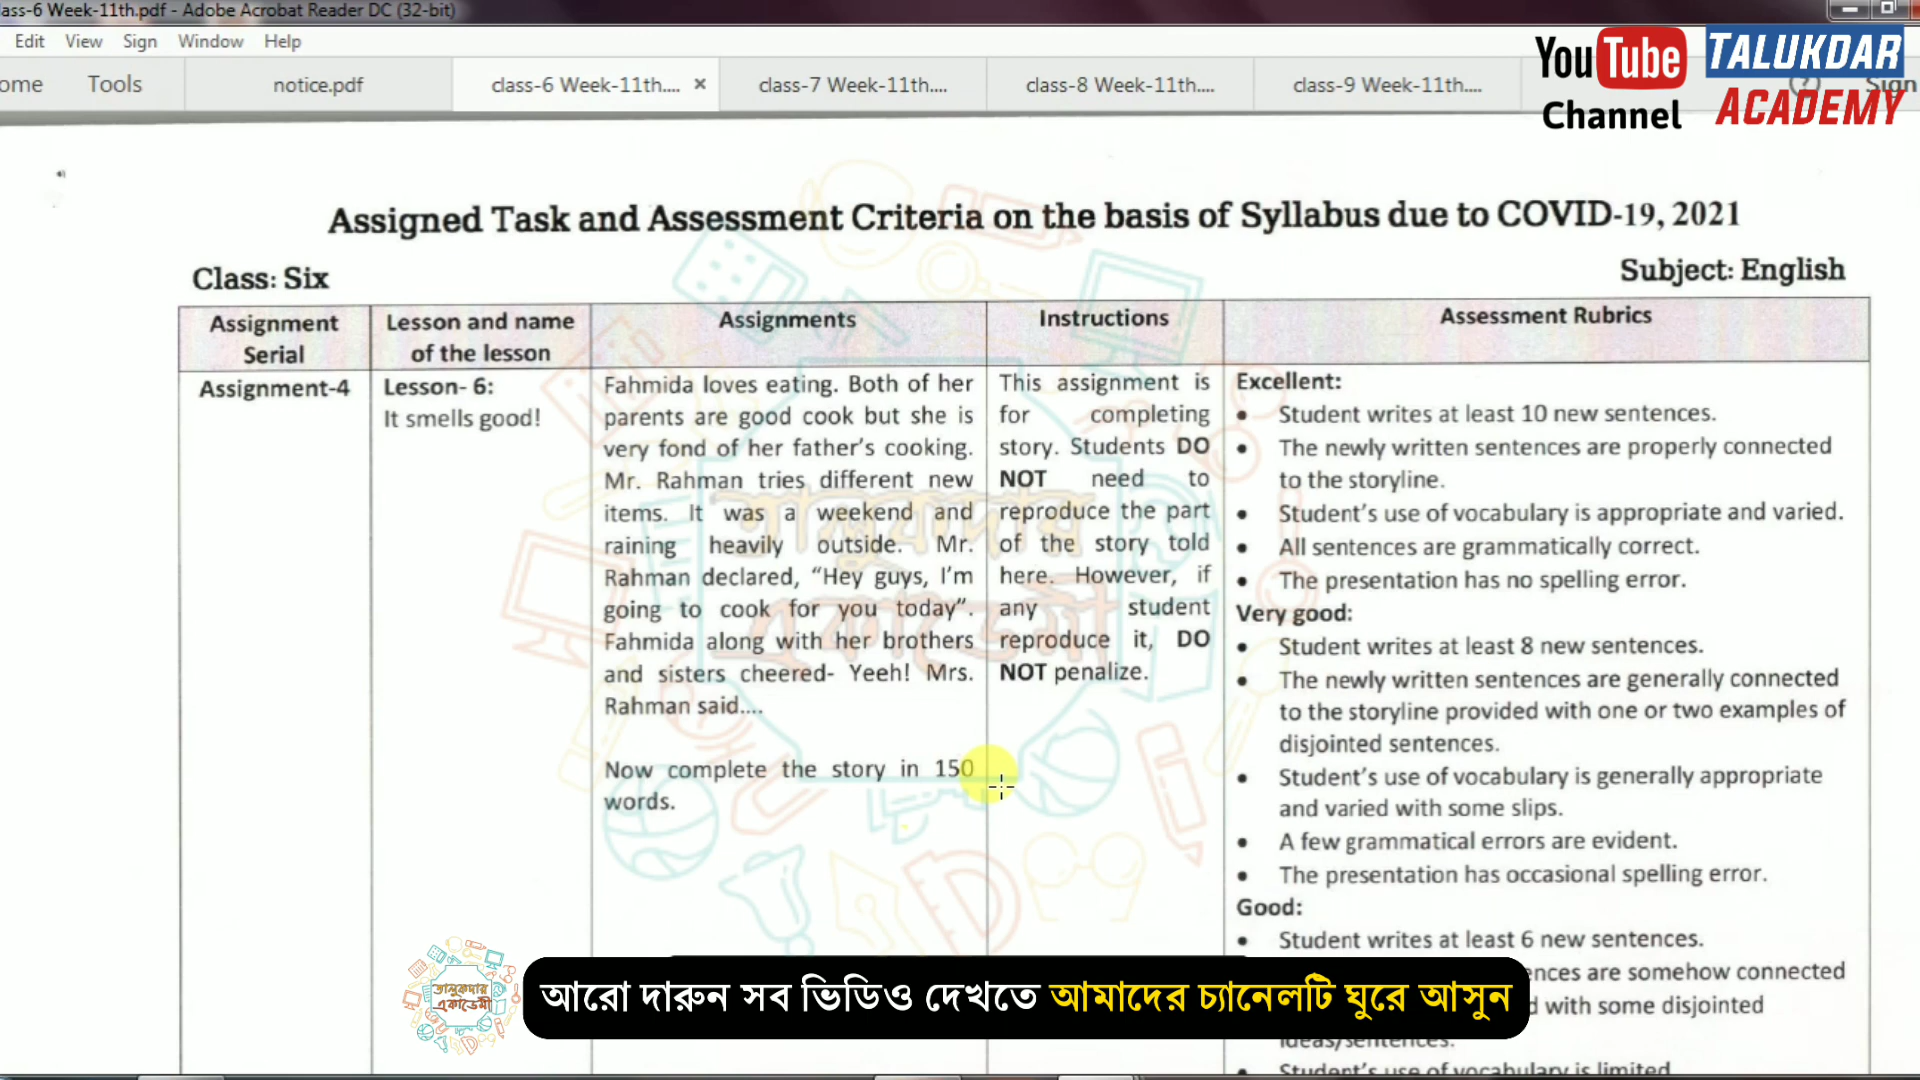 lass-6 Week-11th.pdf - Adobe Acrobat Reader DC (32-bit)
Edit View Sign Window Help
ome Tools notice.pdf class-6 Week-11th.... × class-7 Week-11th.... class-8 Week-11th.... class-9 Week-11th.... Sign
YouTube Channel
TALUKDAR ACADEMY
Assigned Task and Assessment Criteria on the basis of Syllabus due to COVID-19, 2021
Class: Six
Subject: English
Assignment Serial
Lesson and name of the lesson
Assignments
Instructions
Assessment Rubrics
Assignment-4
Lesson- 6:
It smells good!
Fahmida loves eating. Both of her
parents are good cook but she is
very fond of her father's cooking.
Mr. Rahman tries different new
items. It was a weekend and
raining heavily outside. Mr.
Rahman declared, "Hey guys, I'm
going to cook for you today".
Fahmida along with her brothers
and sisters cheered- Yeeh! Mrs.
Rahman said....
Now complete the story in 150
words.
This assignment is
for completing
story. Students DO
NOT need to
reproduce the part
of the story told
here. However, if
any student
reproduce it, DO
NOT penalize.
Excellent:
• Student writes at least 10 new sentences.
• The newly written sentences are properly connected
to the storyline.
• Student's use of vocabulary is appropriate and varied.
• All sentences are grammatically correct.
• The presentation has no spelling error.
Very good:
• Student writes at least 8 new sentences.
• The newly written sentences are generally connected
to the storyline provided with one or two examples of
disjointed sentences.
• Student's use of vocabulary is generally appropriate
and varied with some slips.
• A few grammatical errors are evident.
• The presentation has occasional spelling error.
Good:
• Student writes at least 6 new sentences.
nces are somehow connected
d with some disjointed
ideas/sentences.
• Student's use of vocabulary is limited
তালুকদার
একাডেমী
তালুকদার
একাডেমী
আরো দারুন সব ভিডিও দেখতে আমাদের চ্যানেলটি ঘুরে আসুন